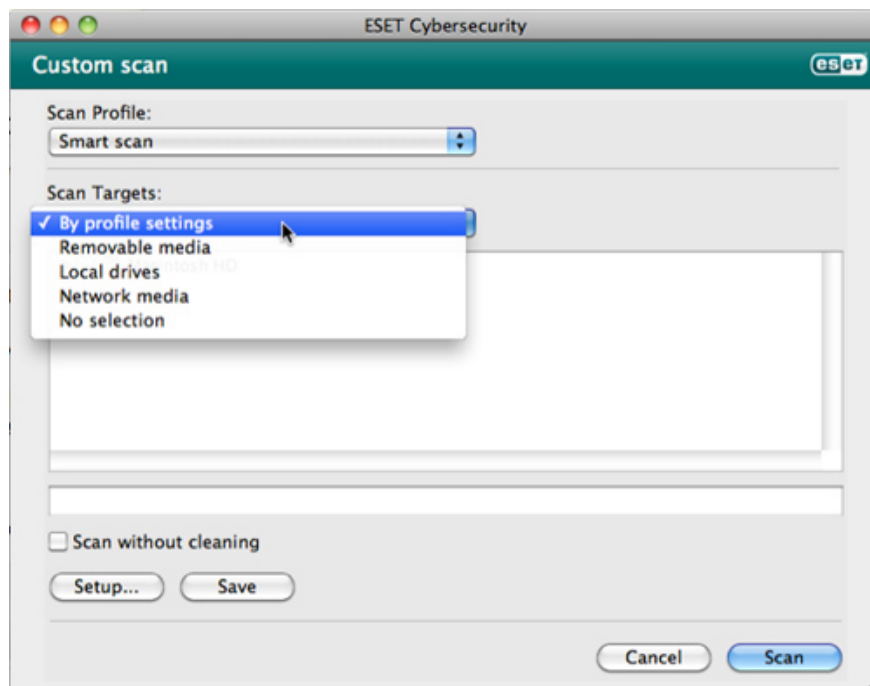 ESET Cybersecurity
Custom scan
eseT
Scan Profile:
Smart scan
Scan Targets:
✓ By profile settings
Removable media
Local drives
Network media
No selection
Scan without cleaning
Setup...
Save
Cancel
Scan